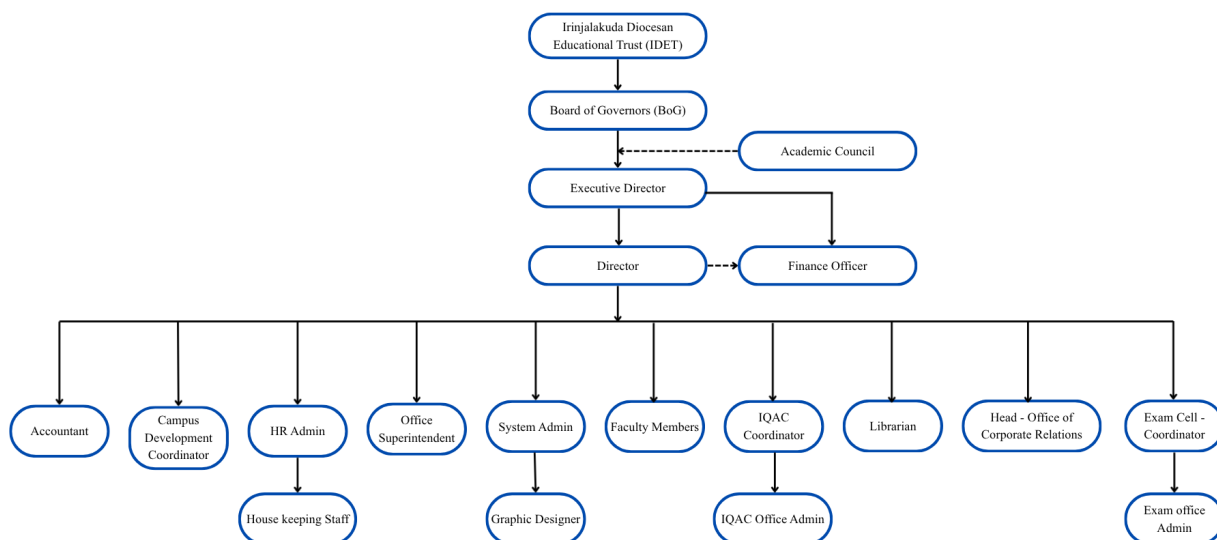 Irinjalakuda Diocesan
Educational Trust (IDET)
Board of Governors (BoG)
Academic Council
Executive Director
Director
Finance Officer
Accountant
Campus
Development
Coordinator
HR Admin
Office
Superintendent
System Admin
Faculty Members
IQAC
Coordinator
Librarian
Head - Office of
Corporate Relations
Exam Cell -
Coordinator
House keeping Staff
Graphic Designer
IQAC Office Admin
Exam office
Admin